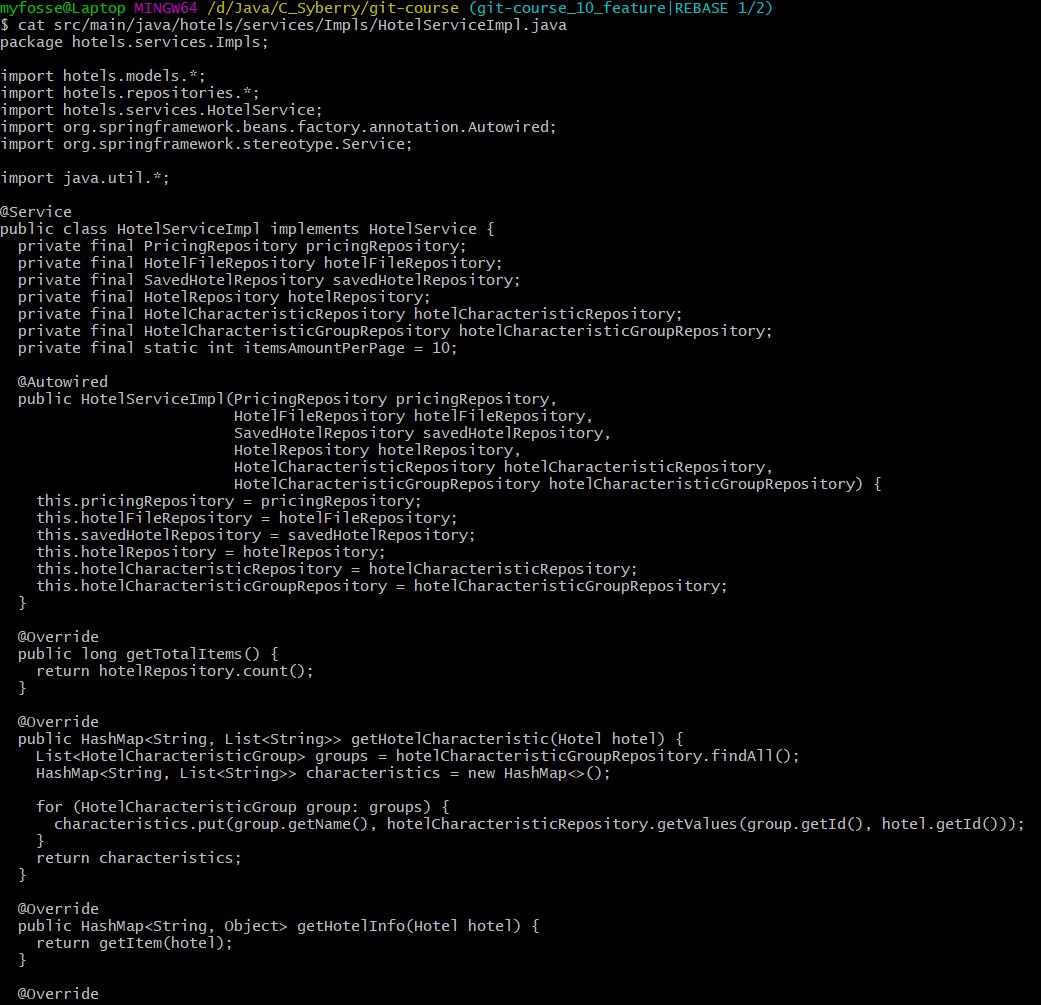 myfosse@Laptop MINGW64 /d/Java/C_Syberry/git-course (git-course_10_feature|REBASE 1/2)
$ cat src/main/java/hotels/services/Impls/HotelServiceImpl.java
package hotels.services.Impls;

import hotels.models.*;
import hotels.repositories.*;
import hotels.services.HotelService;
import org.springframework.beans.factory.annotation.Autowired;
import org.springframework.stereotype.Service;

import java.util.*;

@Service
public class HotelServiceImpl implements HotelService {
  private final PricingRepository pricingRepository;
  private final HotelFileRepository hotelFileRepository;
  private final SavedHotelRepository savedHotelRepository;
  private final HotelRepository hotelRepository;
  private final HotelCharacteristicRepository hotelCharacteristicRepository;
  private final HotelCharacteristicGroupRepository hotelCharacteristicGroupRepository;
  private final static int itemsAmountPerPage = 10;

  @Autowired
  public HotelServiceImpl(PricingRepository pricingRepository,
                          HotelFileRepository hotelFileRepository,
                          SavedHotelRepository savedHotelRepository,
                          HotelRepository hotelRepository,
                          HotelCharacteristicRepository hotelCharacteristicRepository,
                          HotelCharacteristicGroupRepository hotelCharacteristicGroupRepository) {
    this.pricingRepository = pricingRepository;
    this.hotelFileRepository = hotelFileRepository;
    this.savedHotelRepository = savedHotelRepository;
    this.hotelRepository = hotelRepository;
    this.hotelCharacteristicRepository = hotelCharacteristicRepository;
    this.hotelCharacteristicGroupRepository = hotelCharacteristicGroupRepository;
  }

  @Override
  public long getTotalItems() {
    return hotelRepository.count();
  }

  @Override
  public HashMap<String, List<String>> getHotelCharacteristic(Hotel hotel) {
    List<HotelCharacteristicGroup> groups = hotelCharacteristicGroupRepository.findAll();
    HashMap<String, List<String>> characteristics = new HashMap<>();

    for (HotelCharacteristicGroup group: groups) {
      characteristics.put(group.getName(), hotelCharacteristicRepository.getValues(group.getId(), hotel.getId()));
    }
    return characteristics;
  }

  @Override
  public HashMap<String, Object> getHotelInfo(Hotel hotel) {
    return getItem(hotel);
  }

  @Override